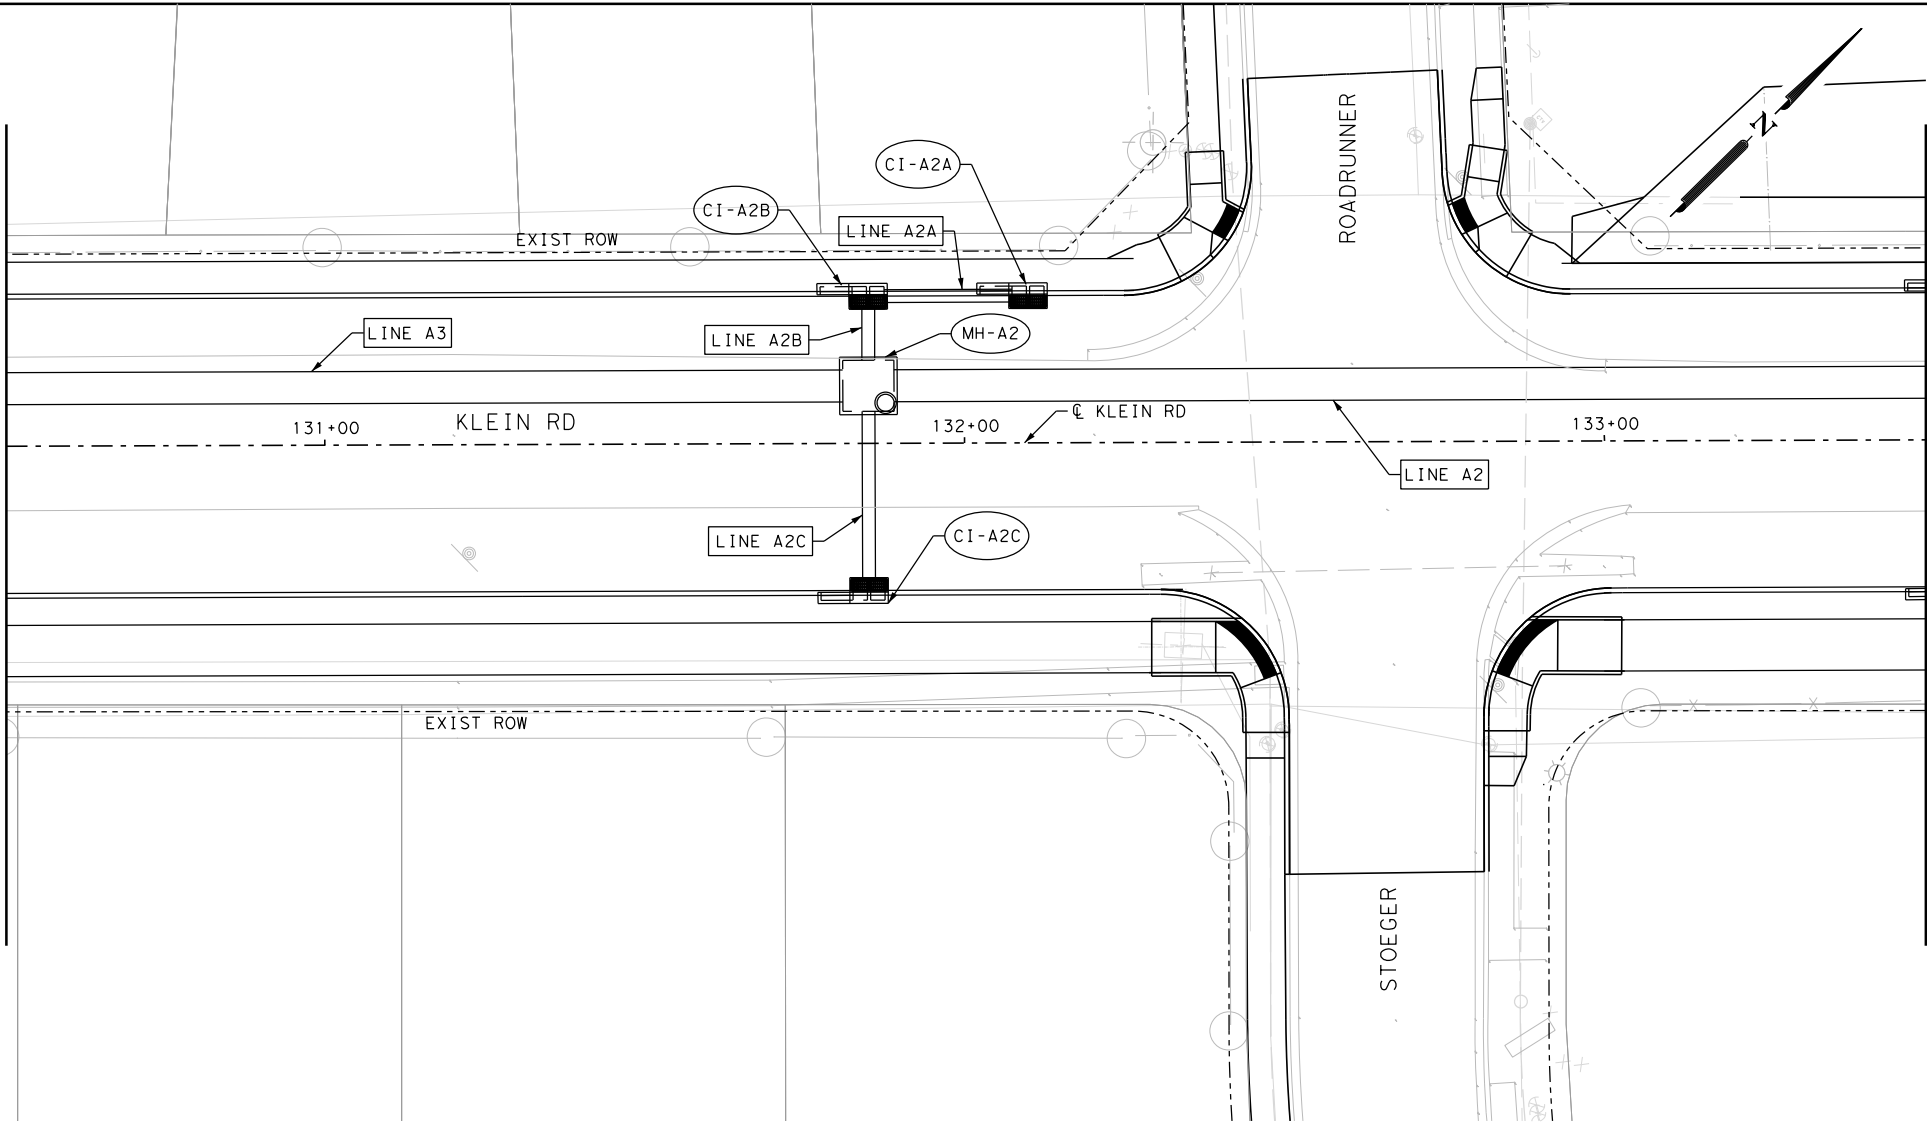 ROADRUNNER
N
CI-A2A
CI-A2B
LINE A2A
EXIST ROW
LINE A3
LINE A2B
MH-A2
KLEIN RD
131+00
132+00
℄ KLEIN RD
133+00
LINE A2
LINE A2C
CI-A2C
EXIST ROW
STOEGER